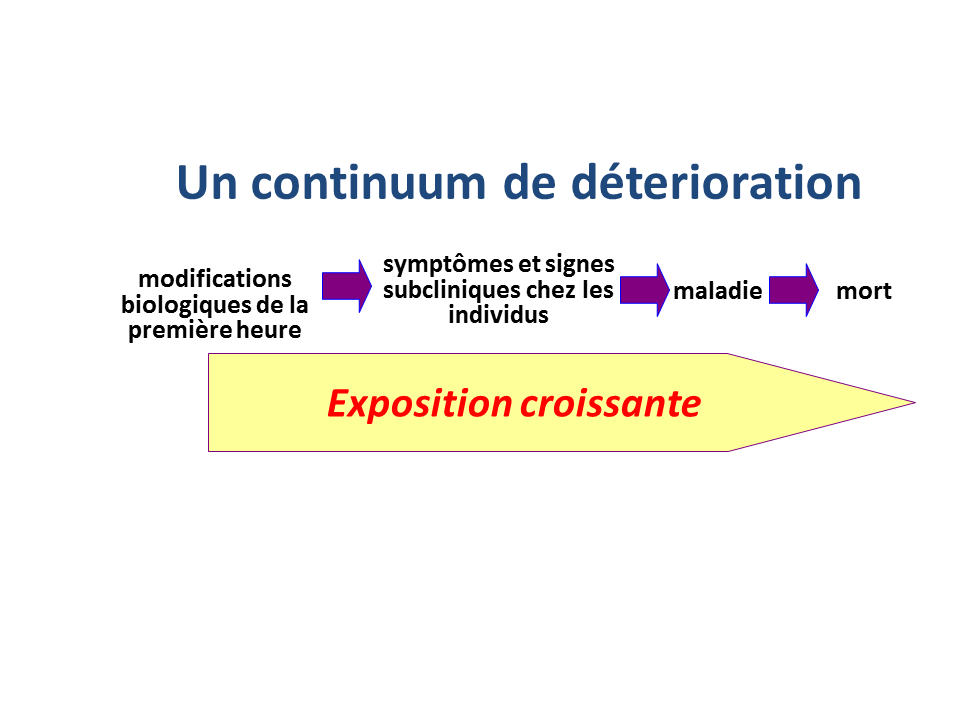 Un continuum de déterioration
modifications
biologiques de la
première heure
symptômes et signes
subcliniques chez les
individus
maladie
mort
Exposition croissante